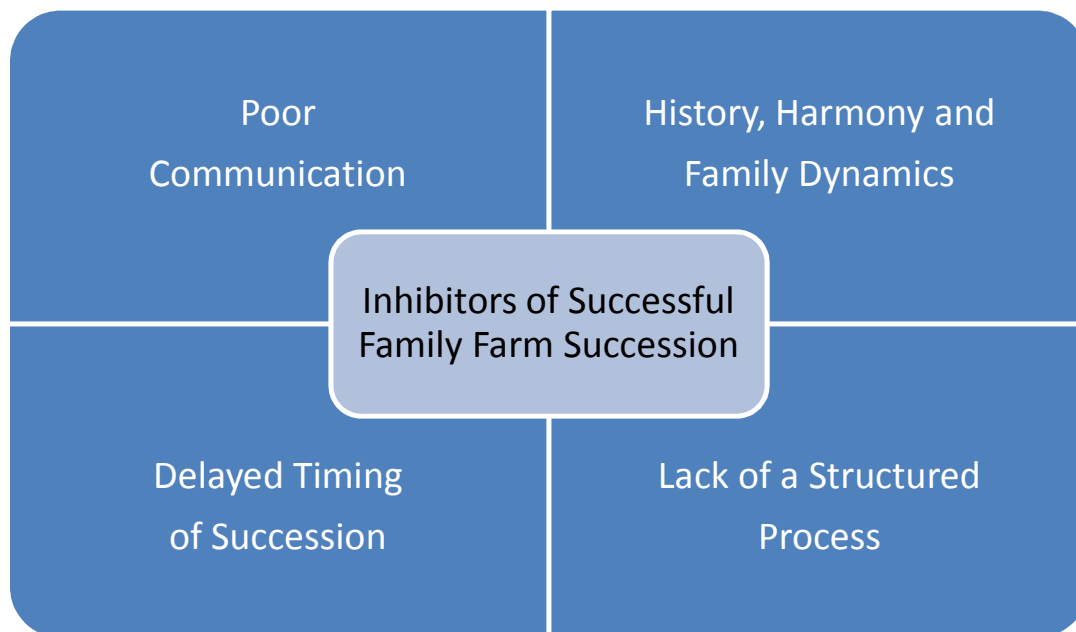 Poor
Communication
History, Harmony and
Family Dynamics
Inhibitors of Successful
Family Farm Succession
Delayed Timing
of Succession
Lack of a Structured
Process